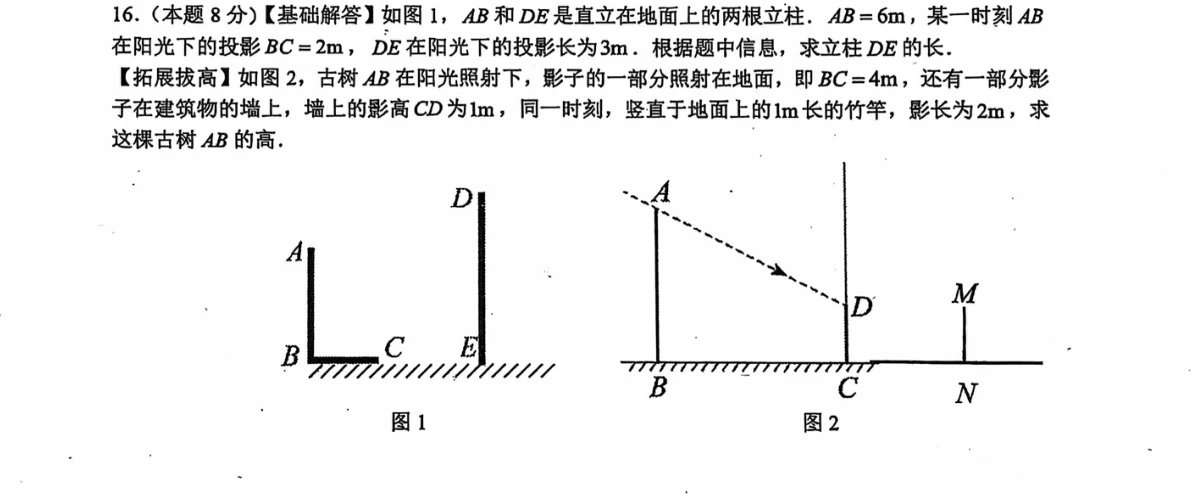 16.（本题 8 分）【基础解答】如图 1，AB 和 DE 是直立在地面上的两根立柱．AB = 6m，某一时刻 AB
在阳光下的投影 BC = 2m， DE 在阳光下的投影长为 3m．根据题中信息，求立柱 DE 的长．
【拓展拔高】如图 2，古树 AB 在阳光照射下，影子的一部分照射在地面，即 BC = 4m，还有一部分影
子在建筑物的墙上，墙上的影高 CD 为 1m，同一时刻，竖直于地面上的 1m 长的竹竿，影长为 2m，求
这棵古树 AB 的高．
D
A
B
C
E
图 1
A
D
M
B
C
N
图 2